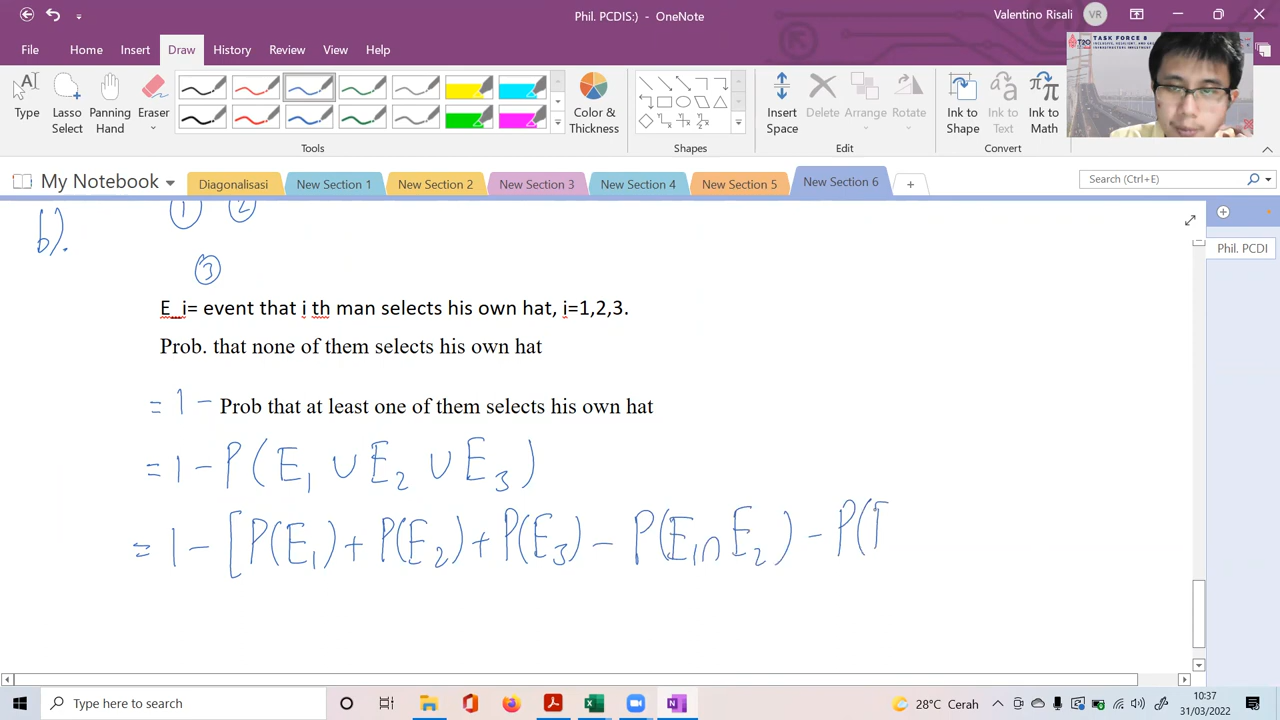 Phil. PCDIS:) - OneNote
Valentino Risali
VR
File Home Insert Draw History Review View Help
TASK FORCE 8
Type
Lasso Select
Panning Hand
Eraser
Color & Thickness
Insert Space
Delete
Arrange
Rotate
Ink to Shape
Ink to Text
Ink to Math
Tools
Shapes
Edit
Convert
My Notebook
Diagonalisasi
New Section 1
New Section 2
New Section 3
New Section 4
New Section 5
New Section 6
Search (Ctrl+E)
Phil. PCDI
b).
① ②
③
E_i= event that i th man selects his own hat, i=1,2,3.
Prob. that none of them selects his own hat
= 1 - Prob that at least one of them selects his own hat
= 1 - P( E₁ ∪ E₂ ∪ E₃ )
= 1 - [ P(E₁) + P(E₂) + P(E₃) - P(E₁∩E₂) - P(
Type here to search
28°C Cerah
10:37
31/03/2022